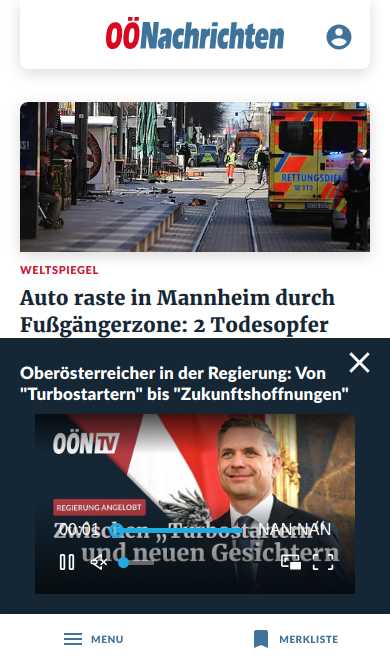 OÖNachrichten
RETTUNGSDIENST
112
WELTSPIEGEL
Auto raste in Mannheim durch
Fußgängerzone: 2 Todesopfer
Oberösterreicher in der Regierung: Von
"Turbostartern" bis "Zukunftshoffnungen"
OÖN TV
REGIERUNG ANGELOBT
Zwischen „Turbostartern“
und neuen Gesichtern
00:01
NAN:NAN
MENU
MERKLISTE